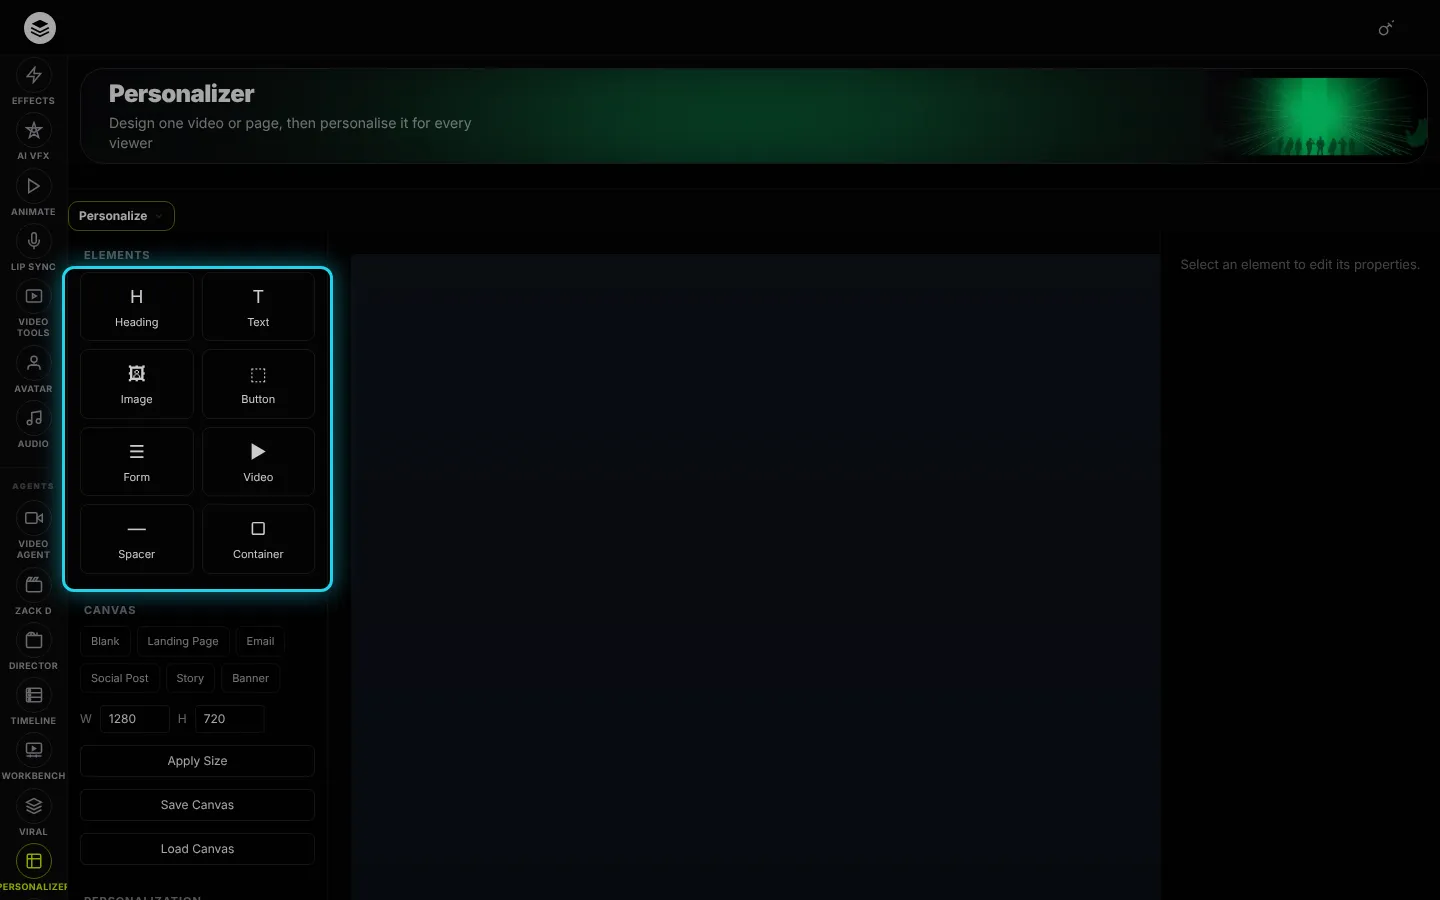 Personalizer
Design one video or page, then personalise it for every
viewer
EFFECTS
AI VFX
ANIMATE
LIP SYNC
VIDEO
TOOLS
AVATAR
AUDIO
AGENTS
VIDEO
AGENT
ZACK D
DIRECTOR
TIMELINE
WORKBENCH
VIRAL
PERSONALIZER
Personalize
ELEMENTS
H T
Heading Text
Image Button
Form Video
Spacer Container
CANVAS
Blank Landing Page Email
Social Post Story Banner
W 1280 H 720
Apply Size
Save Canvas
Load Canvas
PERSONALIZATION
Select an element to edit its properties.